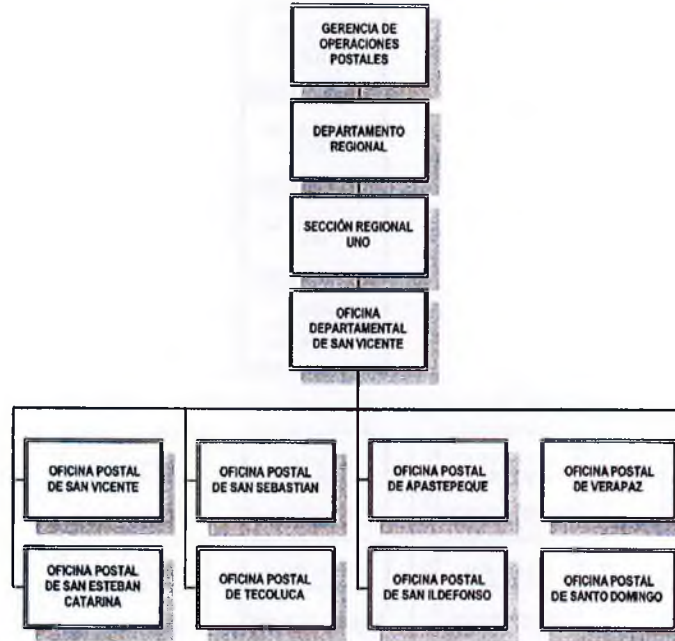 GERENCIA DE
OPERACIONES
POSTALES
DEPARTAMENTO
REGIONAL
SECCIÓN REGIONAL
UNO
OFICINA
DEPARTAMENTAL
DE SAN VICENTE
OFICINA POSTAL
DE SAN VICENTE
OFICINA POSTAL
DE SAN SEBASTIAN
OFICINA POSTAL
DE APASTEPEQUE
OFICINA POSTAL
DE VERAPAZ
OFICINA POSTAL
DE SAN ESTEBAN
CATARINA
OFICINA POSTAL
DE TECOLUCA
OFICINA POSTAL
DE SAN ILDEFONSO
OFICINA POSTAL
DE SANTO DOMINGO